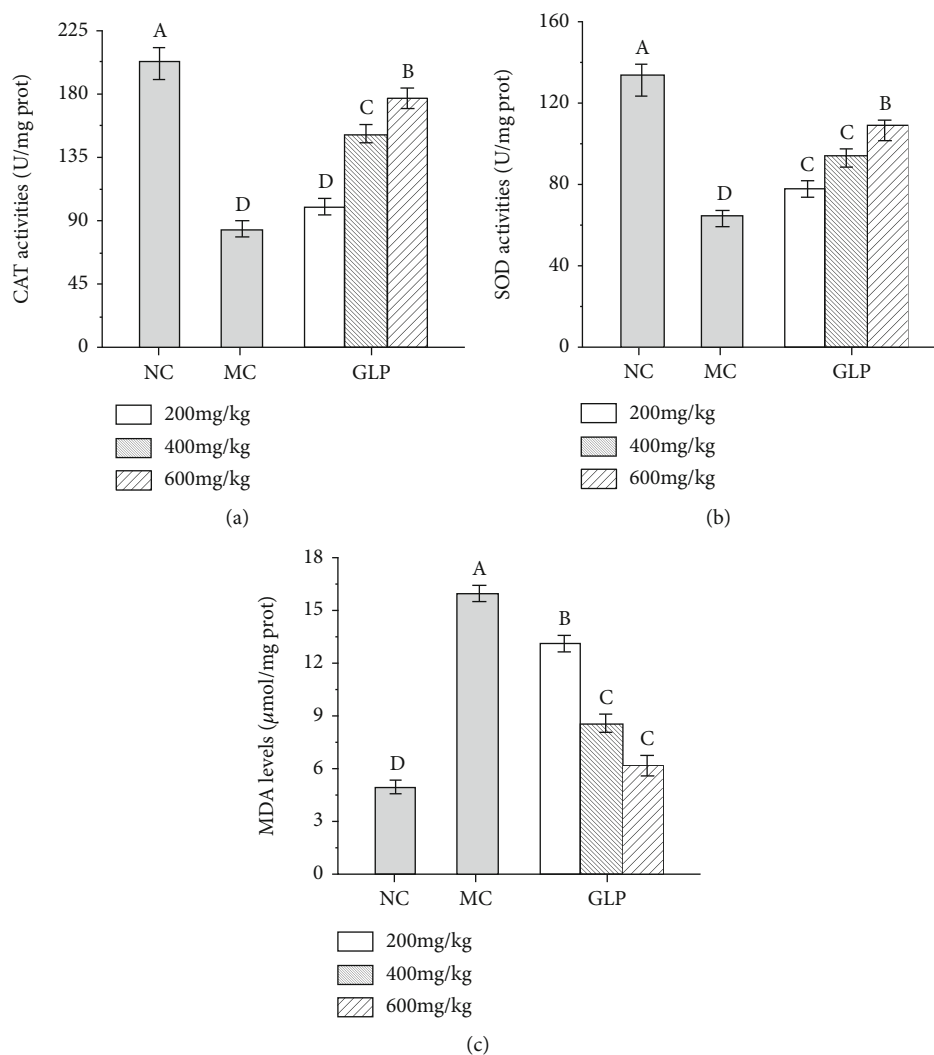 CAT activities (U/mg prot)
225
180
135
90
45
0
A
D
D
C
B
NC MC GLP
200mg/kg
400mg/kg
600mg/kg
(a)
SOD activities (U/mg prot)
160
120
80
40
0
A
D
C
C
B
NC MC GLP
200mg/kg
400mg/kg
600mg/kg
(b)
MDA levels (μmol/mg prot)
18
15
12
9
6
3
0
D
A
B
C
C
NC MC GLP
200mg/kg
400mg/kg
600mg/kg
(c)